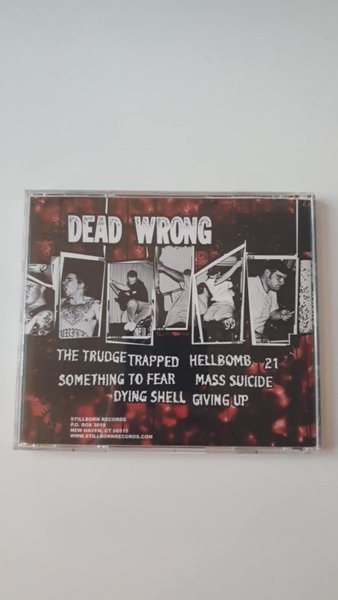 DEAD WRONG
THE TRUDGE TRAPPED HELLBOMB 21
SOMETHING TO FEAR MASS SUICIDE
DYING SHELL GIVING UP
STILLBORN RECORDS
P.O. BOX 3019
NEW HAVEN, CT 06515
WWW.STILLBORNRECORDS.COM